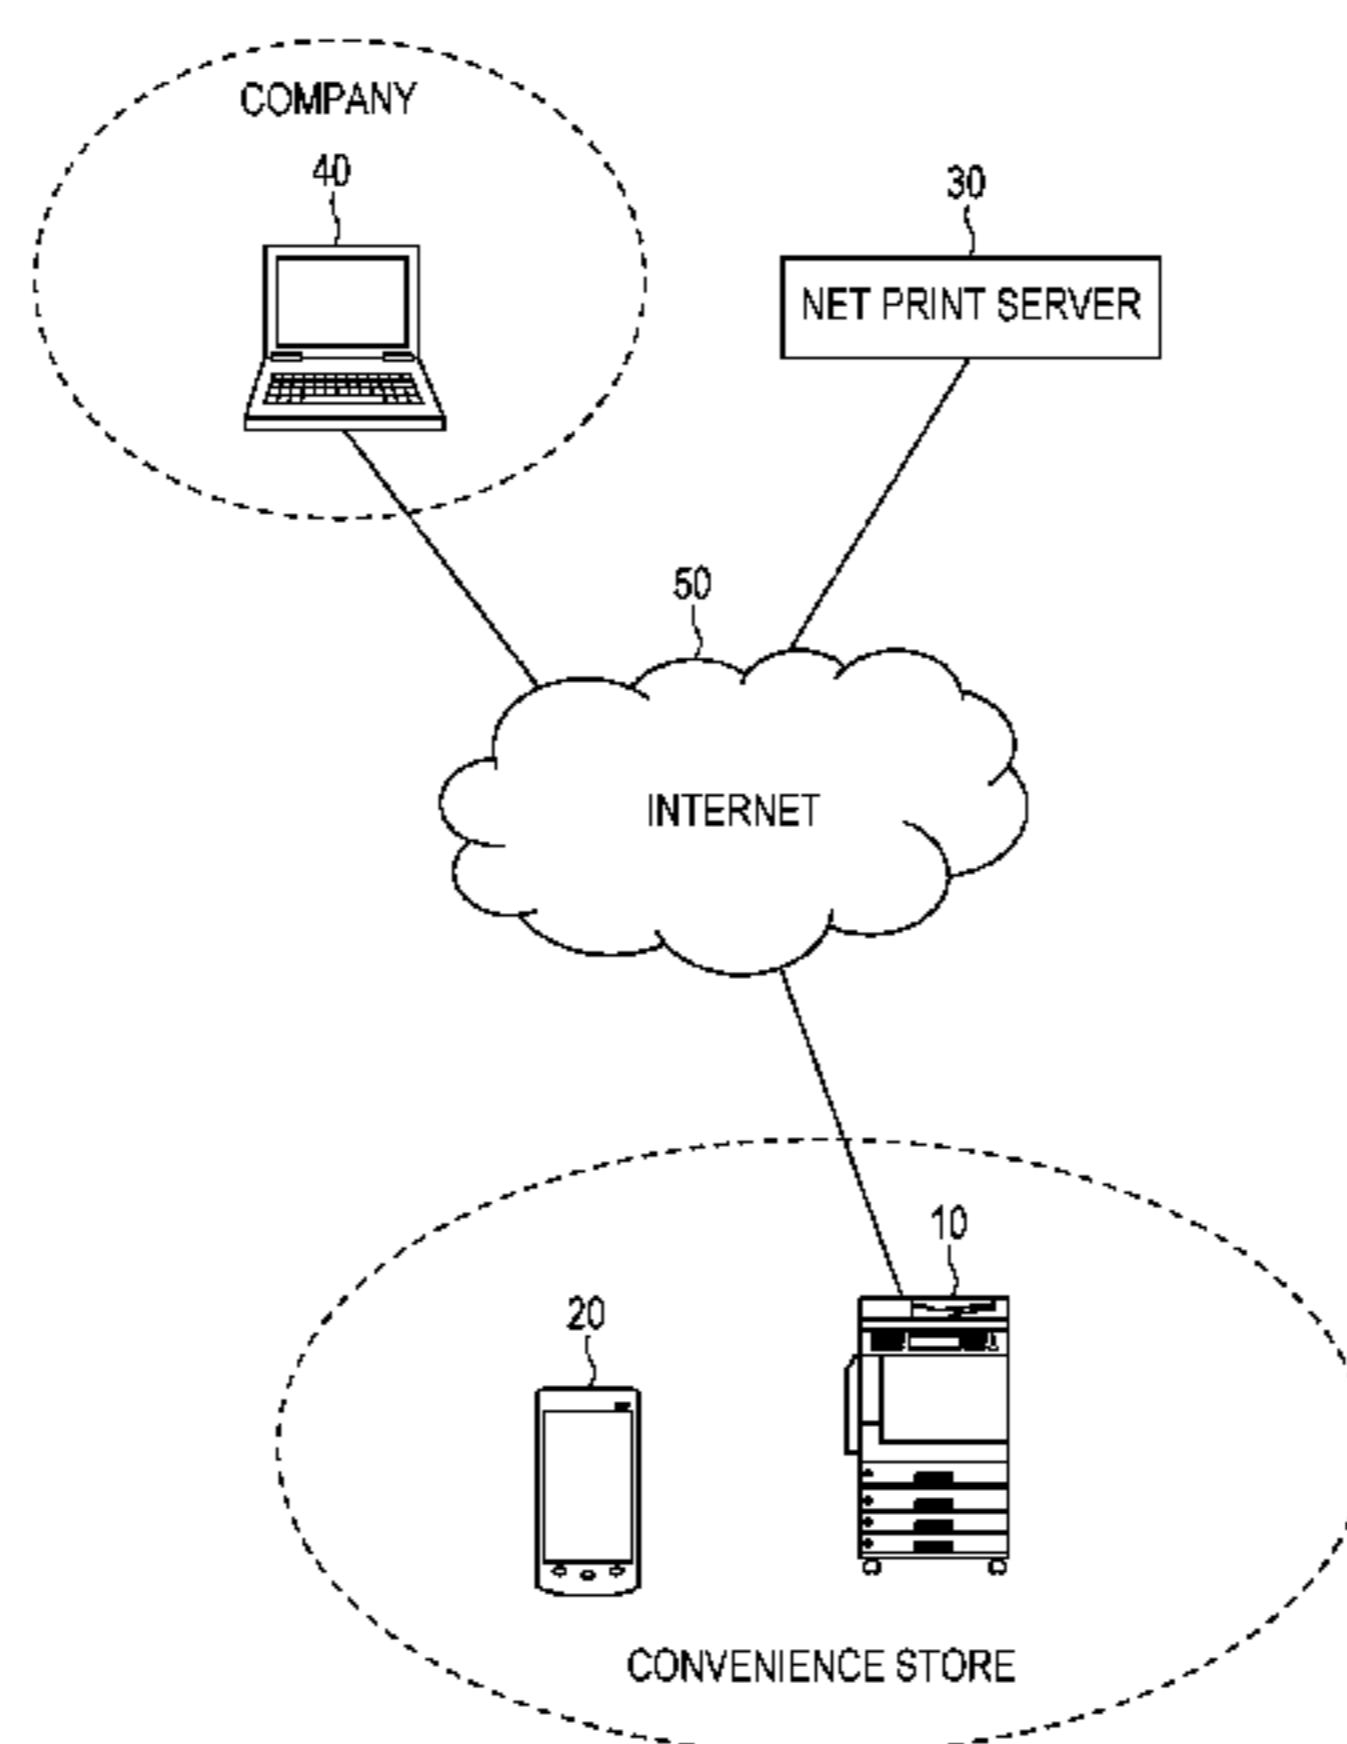 COMPANY
40
30
NET PRINT SERVER
50
INTERNET
10
20
CONVENIENCE STORE